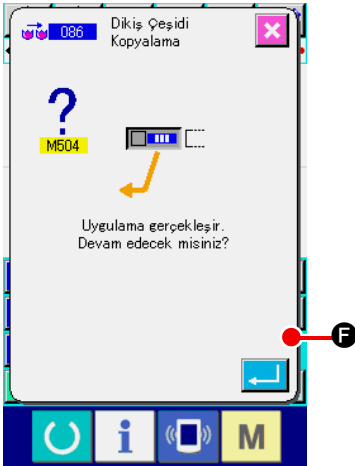 086
Dikiş Çeşidi
Kopyalama
?
M504
Uygulama gerçekleşir.
Devam edecek misiniz?
F
i
M